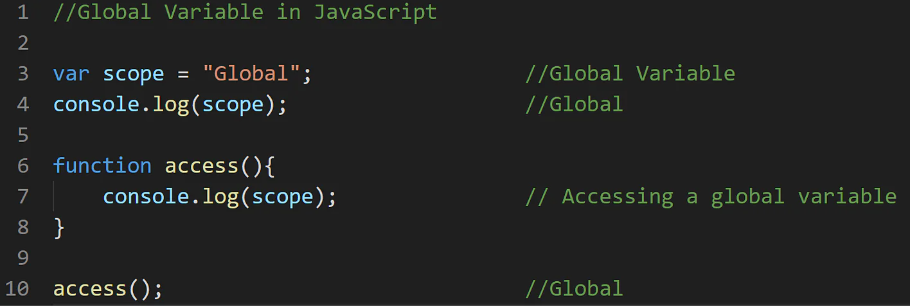 1 //Global Variable in JavaScript
2
3 var scope = "Global"; //Global Variable
4 console.log(scope); //Global
5
6 function access(){
7 console.log(scope); // Accessing a global variable
8 }
9
10 access(); //Global